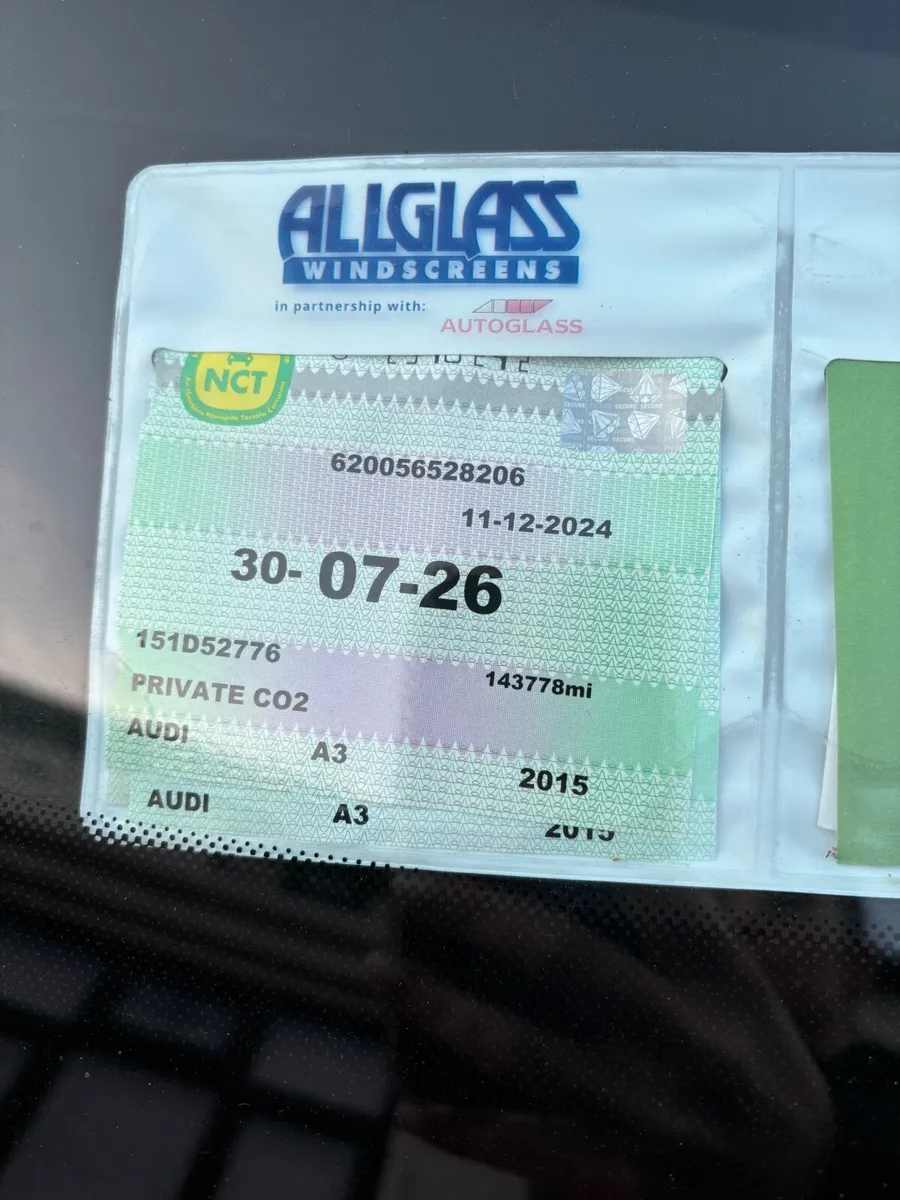 ALLGLASS
WINDSCREENS
in partnership with:
AUTOGLASS
NCT
620056528206
11-12-2024
30-07-26
151D52776
143778mi
PRIVATE CO2
AUDI A3 2015
AUDI A3 2015